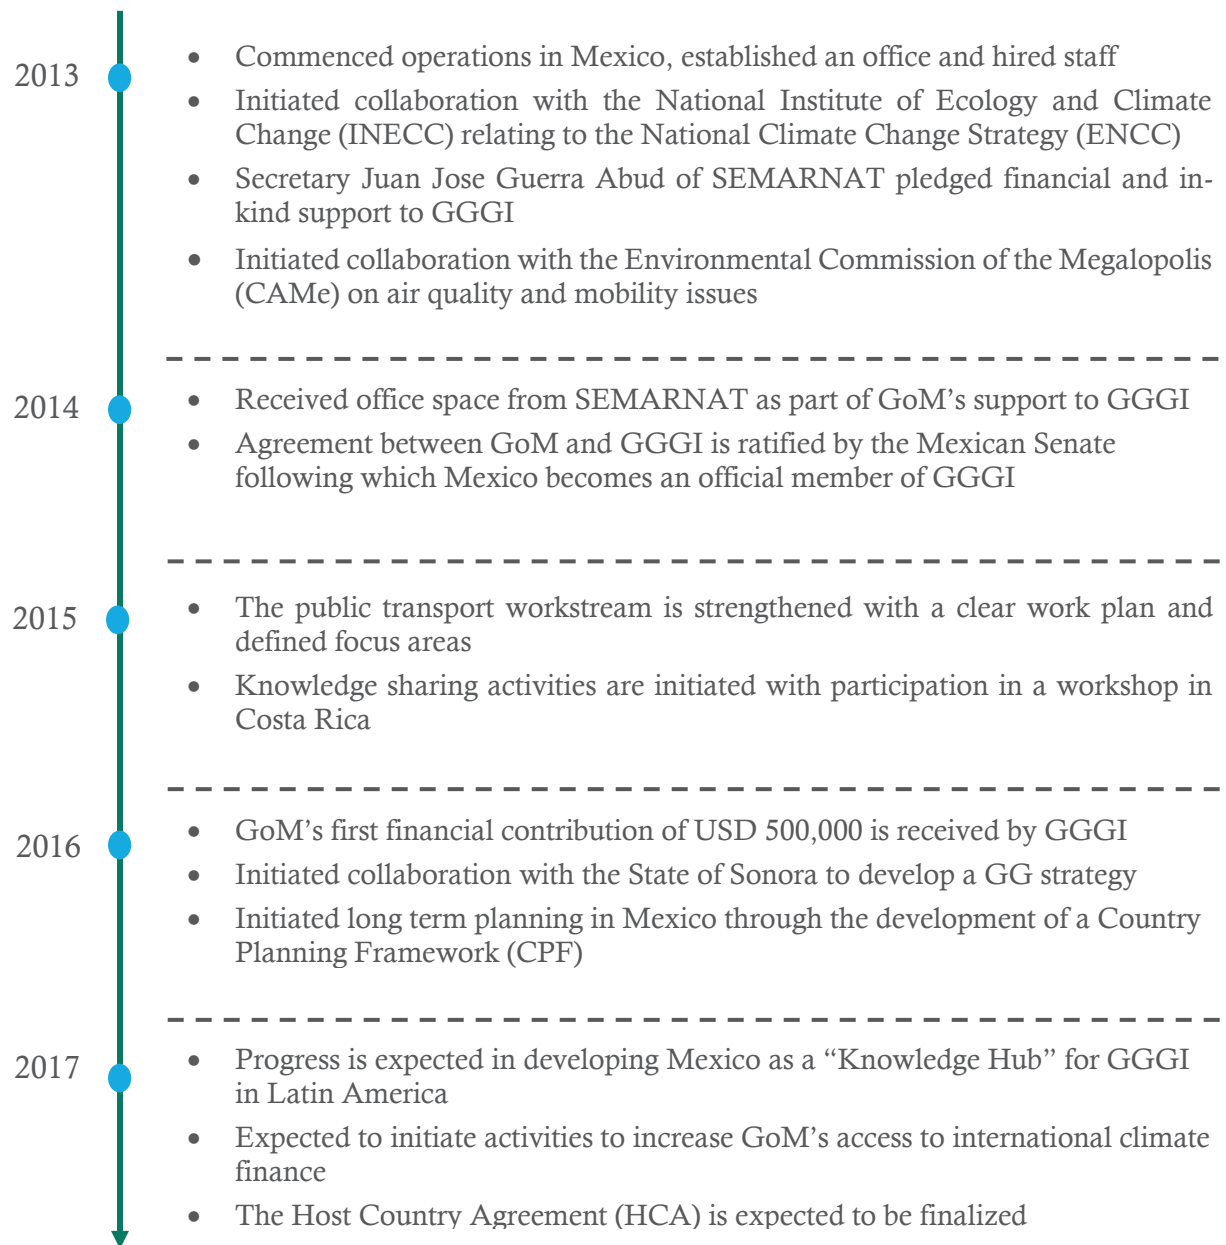 2013
• Commenced operations in Mexico, established an office and hired staff
• Initiated collaboration with the National Institute of Ecology and Climate
Change (INECC) relating to the National Climate Change Strategy (ENCC)
• Secretary Juan Jose Guerra Abud of SEMARNAT pledged financial and in-
kind support to GGGI
• Initiated collaboration with the Environmental Commission of the Megalopolis
(CAMe) on air quality and mobility issues
2014
• Received office space from SEMARNAT as part of GoM’s support to GGGI
• Agreement between GoM and GGGI is ratified by the Mexican Senate
following which Mexico becomes an official member of GGGI
2015
• The public transport workstream is strengthened with a clear work plan and
defined focus areas
• Knowledge sharing activities are initiated with participation in a workshop in
Costa Rica
2016
• GoM’s first financial contribution of USD 500,000 is received by GGGI
• Initiated collaboration with the State of Sonora to develop a GG strategy
• Initiated long term planning in Mexico through the development of a Country
Planning Framework (CPF)
2017
• Progress is expected in developing Mexico as a “Knowledge Hub” for GGGI
in Latin America
• Expected to initiate activities to increase GoM’s access to international climate
finance
• The Host Country Agreement (HCA) is expected to be finalized